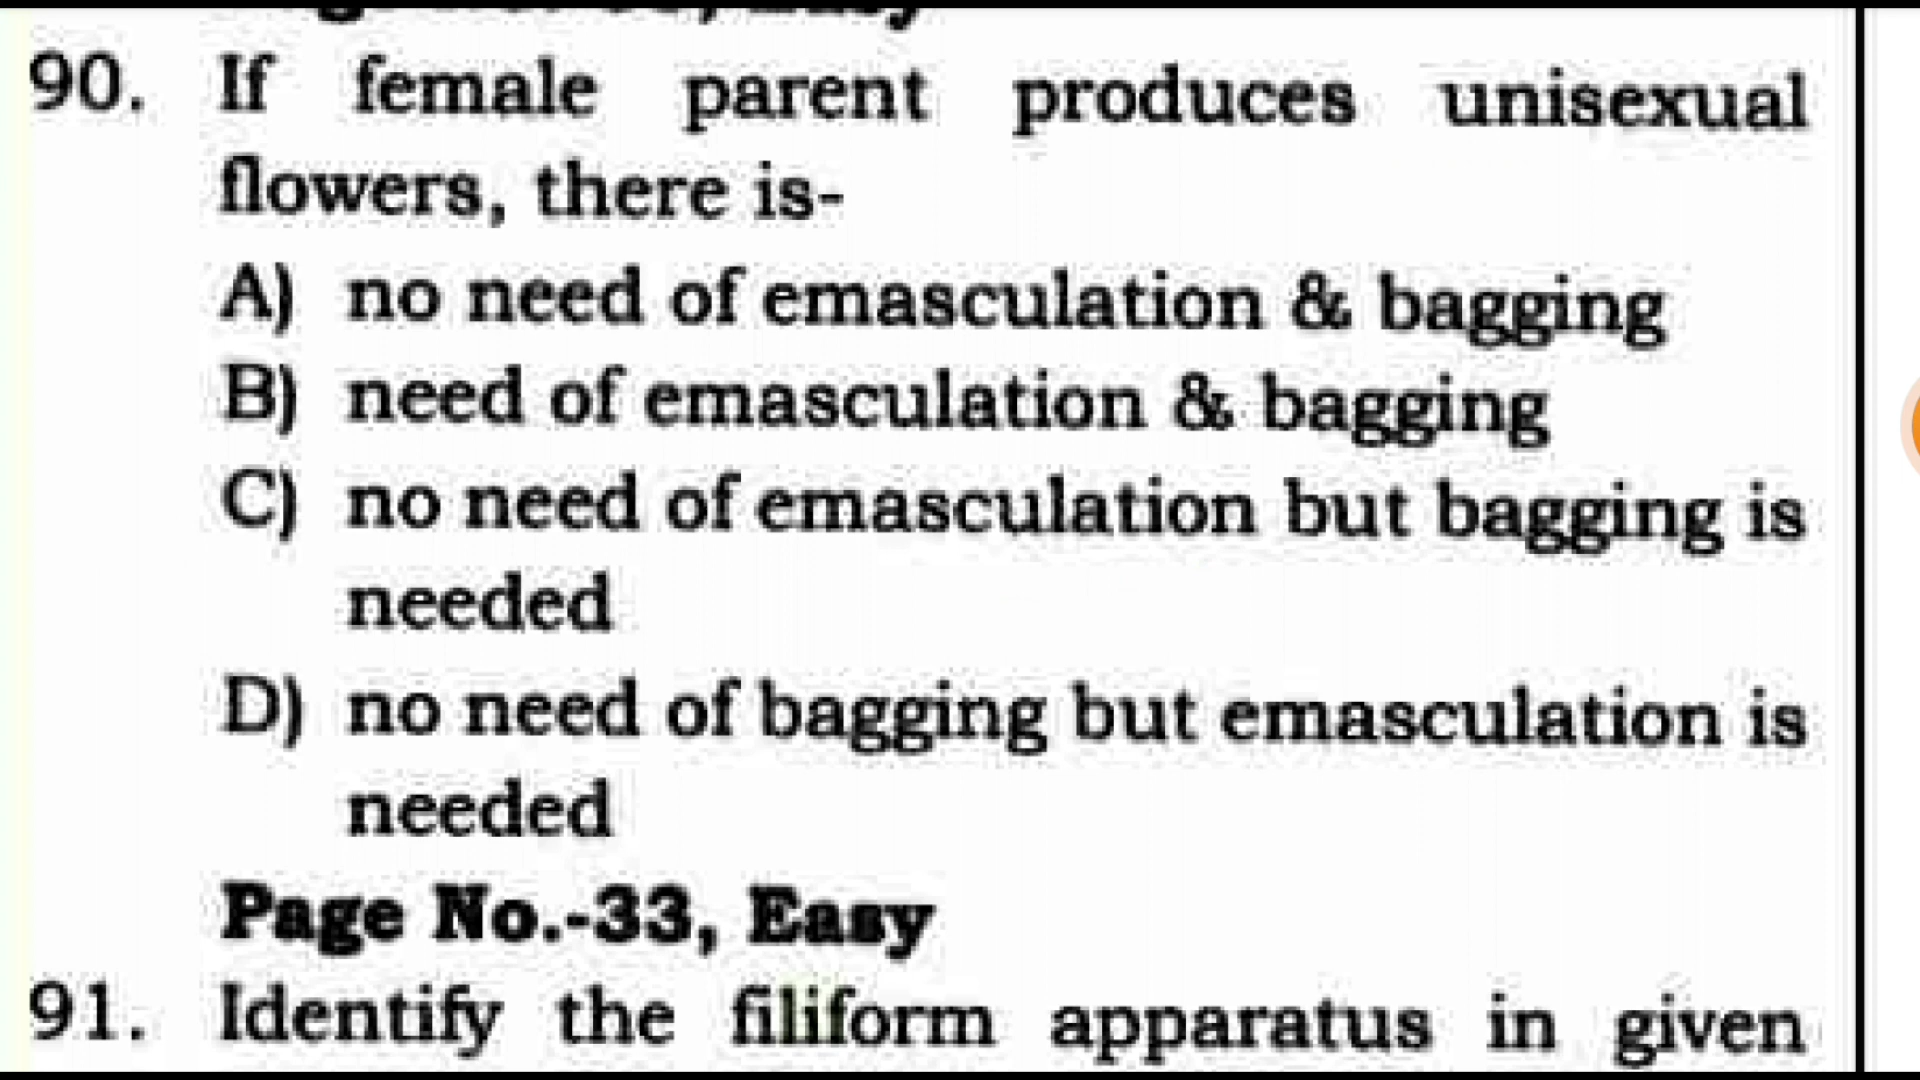 90. If female parent produces unisexual
flowers, there is-
A) no need of emasculation & bagging
B) need of emasculation & bagging
C) no need of emasculation but bagging is
needed
D) no need of bagging but emasculation is
needed
Page No.-33, Easy
91. Identify the filiform apparatus in given